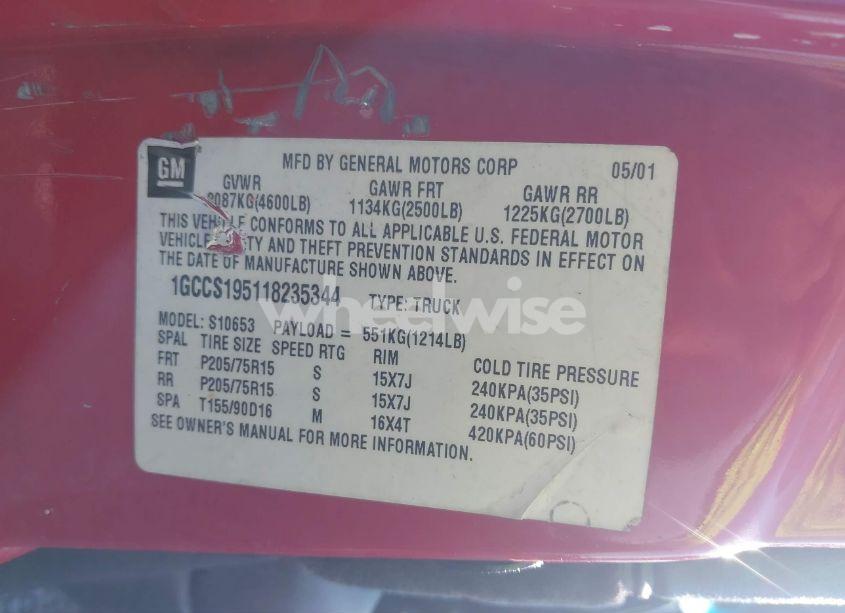 GM
MFD BY GENERAL MOTORS CORP 05/01
GVWR GAWR FRT GAWR RR
2087KG(4600LB) 1134KG(2500LB) 1225KG(2700LB)
THIS VEHICLE CONFORMS TO ALL APPLICABLE U.S. FEDERAL MOTOR
VEHICLE AND THEFT PREVENTION STANDARDS IN EFFECT ON
THE DATE OF MANUFACTURE SHOWN ABOVE.
1GCCS195118235344 TYPE: TRUCK
wheelwise
MODEL: S10653 PAYLOAD = 551KG(1214LB)
SPAL TIRE SIZE SPEED RTG RIM COLD TIRE PRESSURE
FRT P205/75R15 S 15X7J 240KPA(35PSI)
RR P205/75R15 S 15X7J 240KPA(35PSI)
SPA T155/90D16 M 16X4T 420KPA(60PSI)
SEE OWNER'S MANUAL FOR MORE INFORMATION.